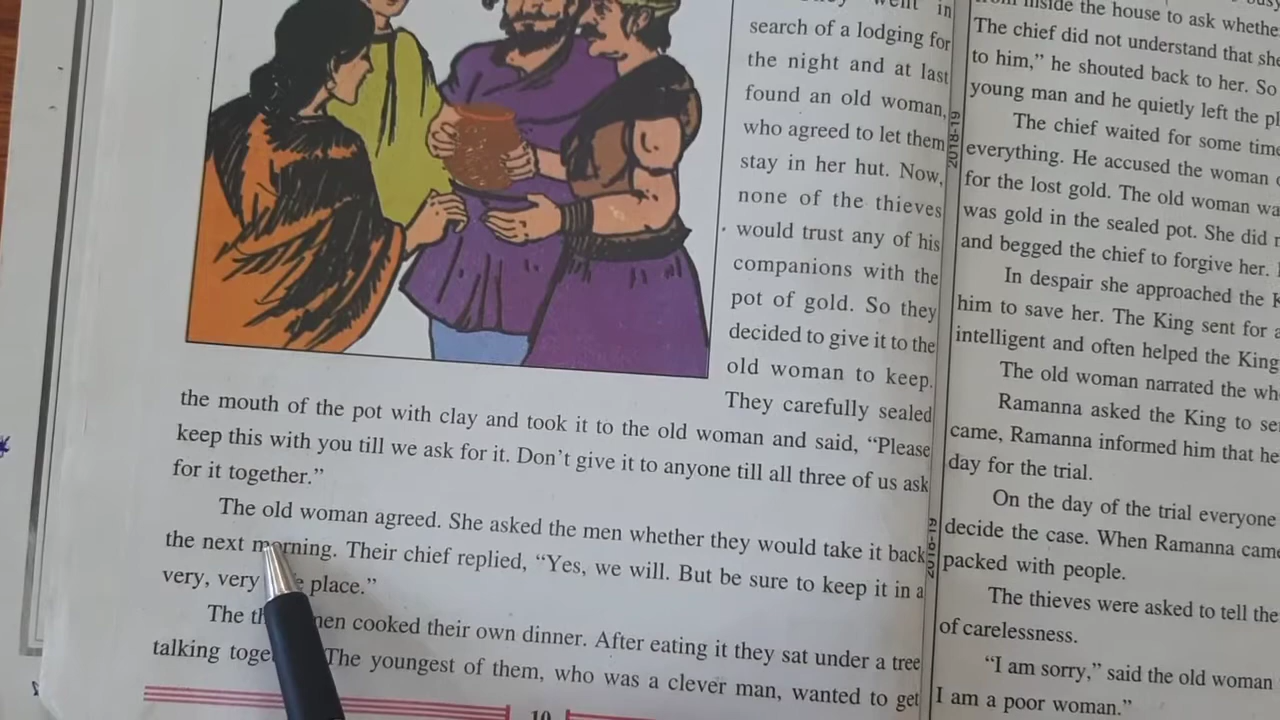 went in
search of a lodging for
the night and at last
found an old woman,
who agreed to let them
stay in her hut. Now,
none of the thieves
would trust any of his
companions with the
pot of gold. So they
decided to give it to the
old woman to keep.
They carefully sealed
the mouth of the pot with clay and took it to the old woman and said, “Please
keep this with you till we ask for it. Don’t give it to anyone till all three of us ask
for it together.”
The old woman agreed. She asked the men whether they would take it back
the next morning. Their chief replied, “Yes, we will. But be sure to keep it in a
very, very place.”
The men cooked their own dinner. After eating it they sat under a tree
talking The youngest of them, who was a clever man, wanted to get
10
2018-19
2018-19
inside the house to ask
The chief did not understand that she
to him,” he shouted back to her. So
young man and he quietly left the
The chief waited for some
everything. He accused the woman
for the lost gold. The old woman
was gold in the sealed pot. She did
and begged the chief to forgive her.
In despair she approached the
him to save her. The King sent for a
intelligent and often helped the King
The old woman narrated the
Ramanna asked the King to
came, Ramanna informed him that he
day for the trial.
On the day of the trial everyone
decide the case. When Ramanna came
packed with people.
The thieves were asked to tell the
of carelessness.
“I am sorry,” said the old woman
I am a poor woman.”